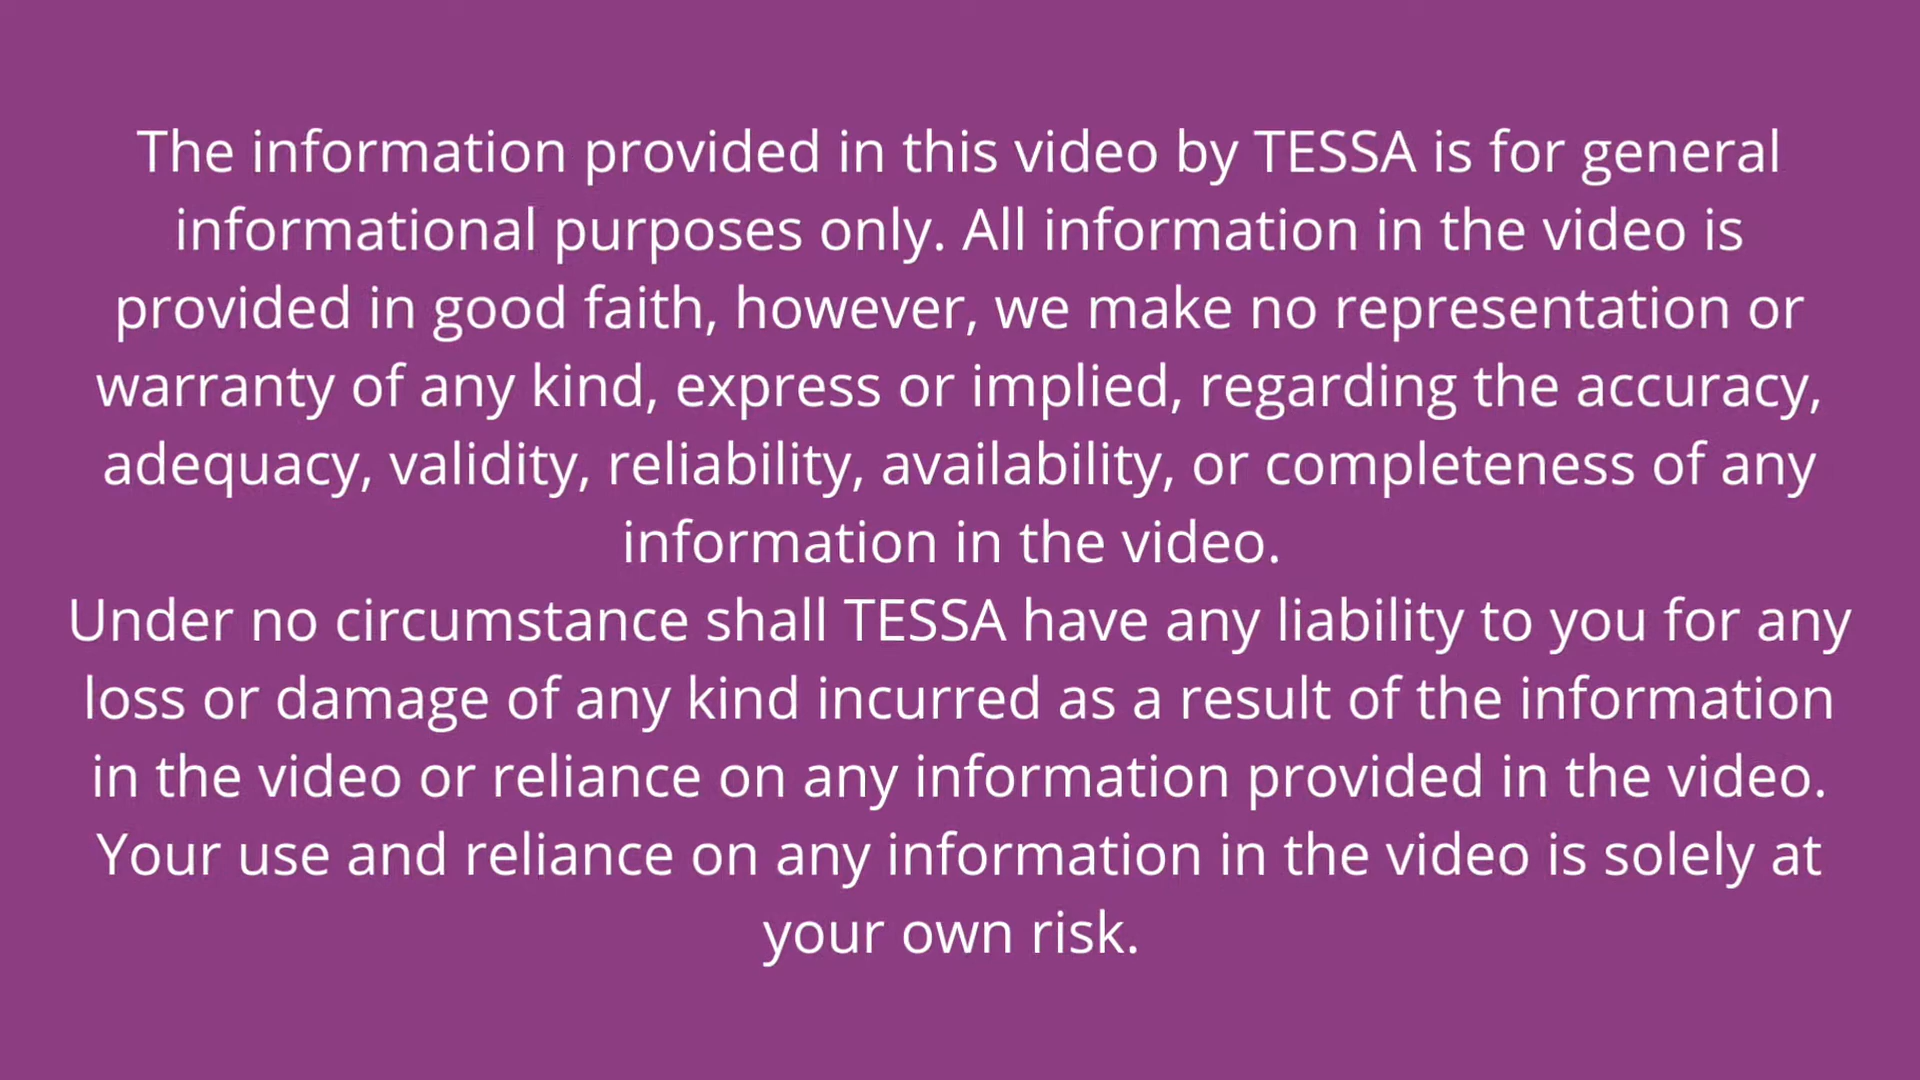 The information provided in this video by TESSA is for general
informational purposes only. All information in the video is
provided in good faith, however, we make no representation or
warranty of any kind, express or implied, regarding the accuracy,
adequacy, validity, reliability, availability, or completeness of any
information in the video.
Under no circumstance shall TESSA have any liability to you for any
loss or damage of any kind incurred as a result of the information
in the video or reliance on any information provided in the video.
Your use and reliance on any information in the video is solely at
your own risk.